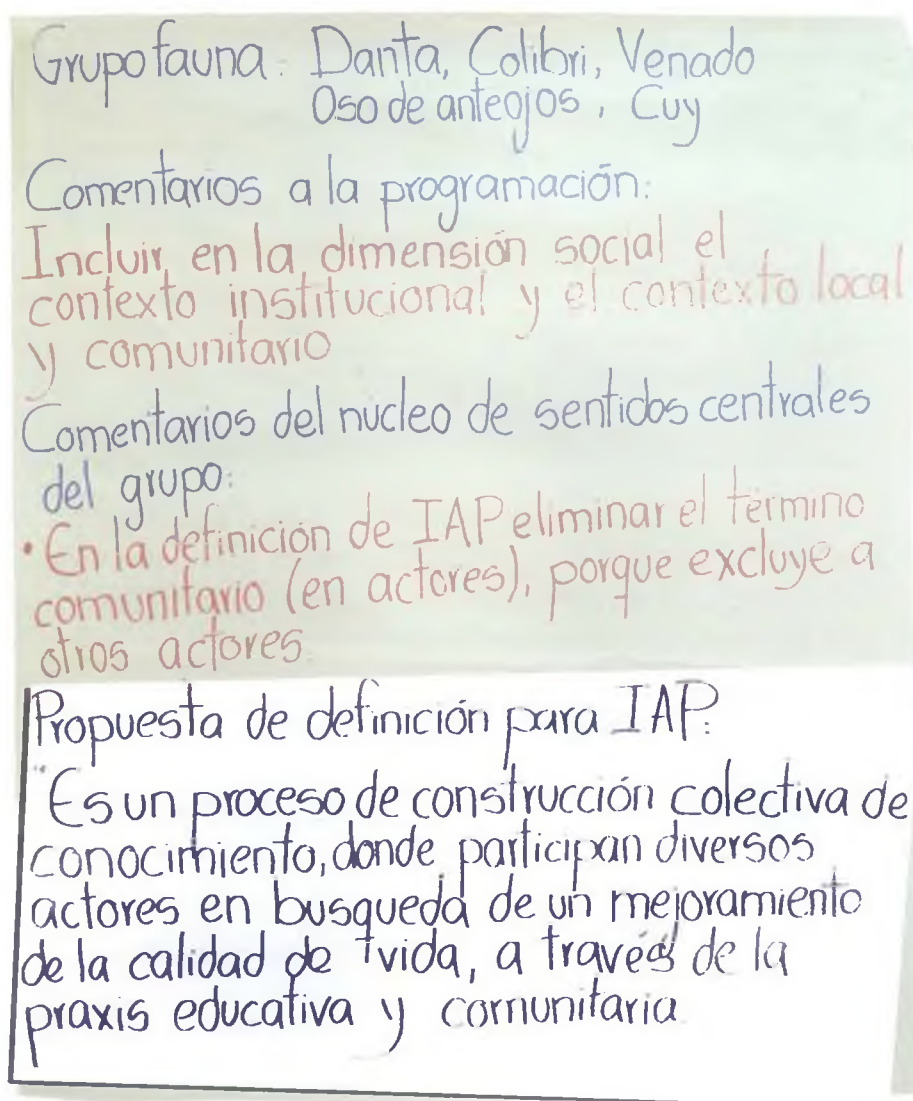 Grupo fauna: Danta, Colibri, Venado
Oso de anteojos, Cuy
Comentarios a la programación:
Incluir en la dimensión social el
contexto institucional y el contexto local
y comunitario
Comentarios del nucleo de sentidos centrales
del grupo:
• En la definición de IAP eliminar el término
comunitario (en actores), porque excluye a
otros actores.
Propuesta de definición para IAP:
"Es un proceso de construcción colectiva de
conocimiento, donde participan diversos
actores en busqueda de un mejoramiento
de la calidad de vida, a través de la
praxis educativa y comunitaria